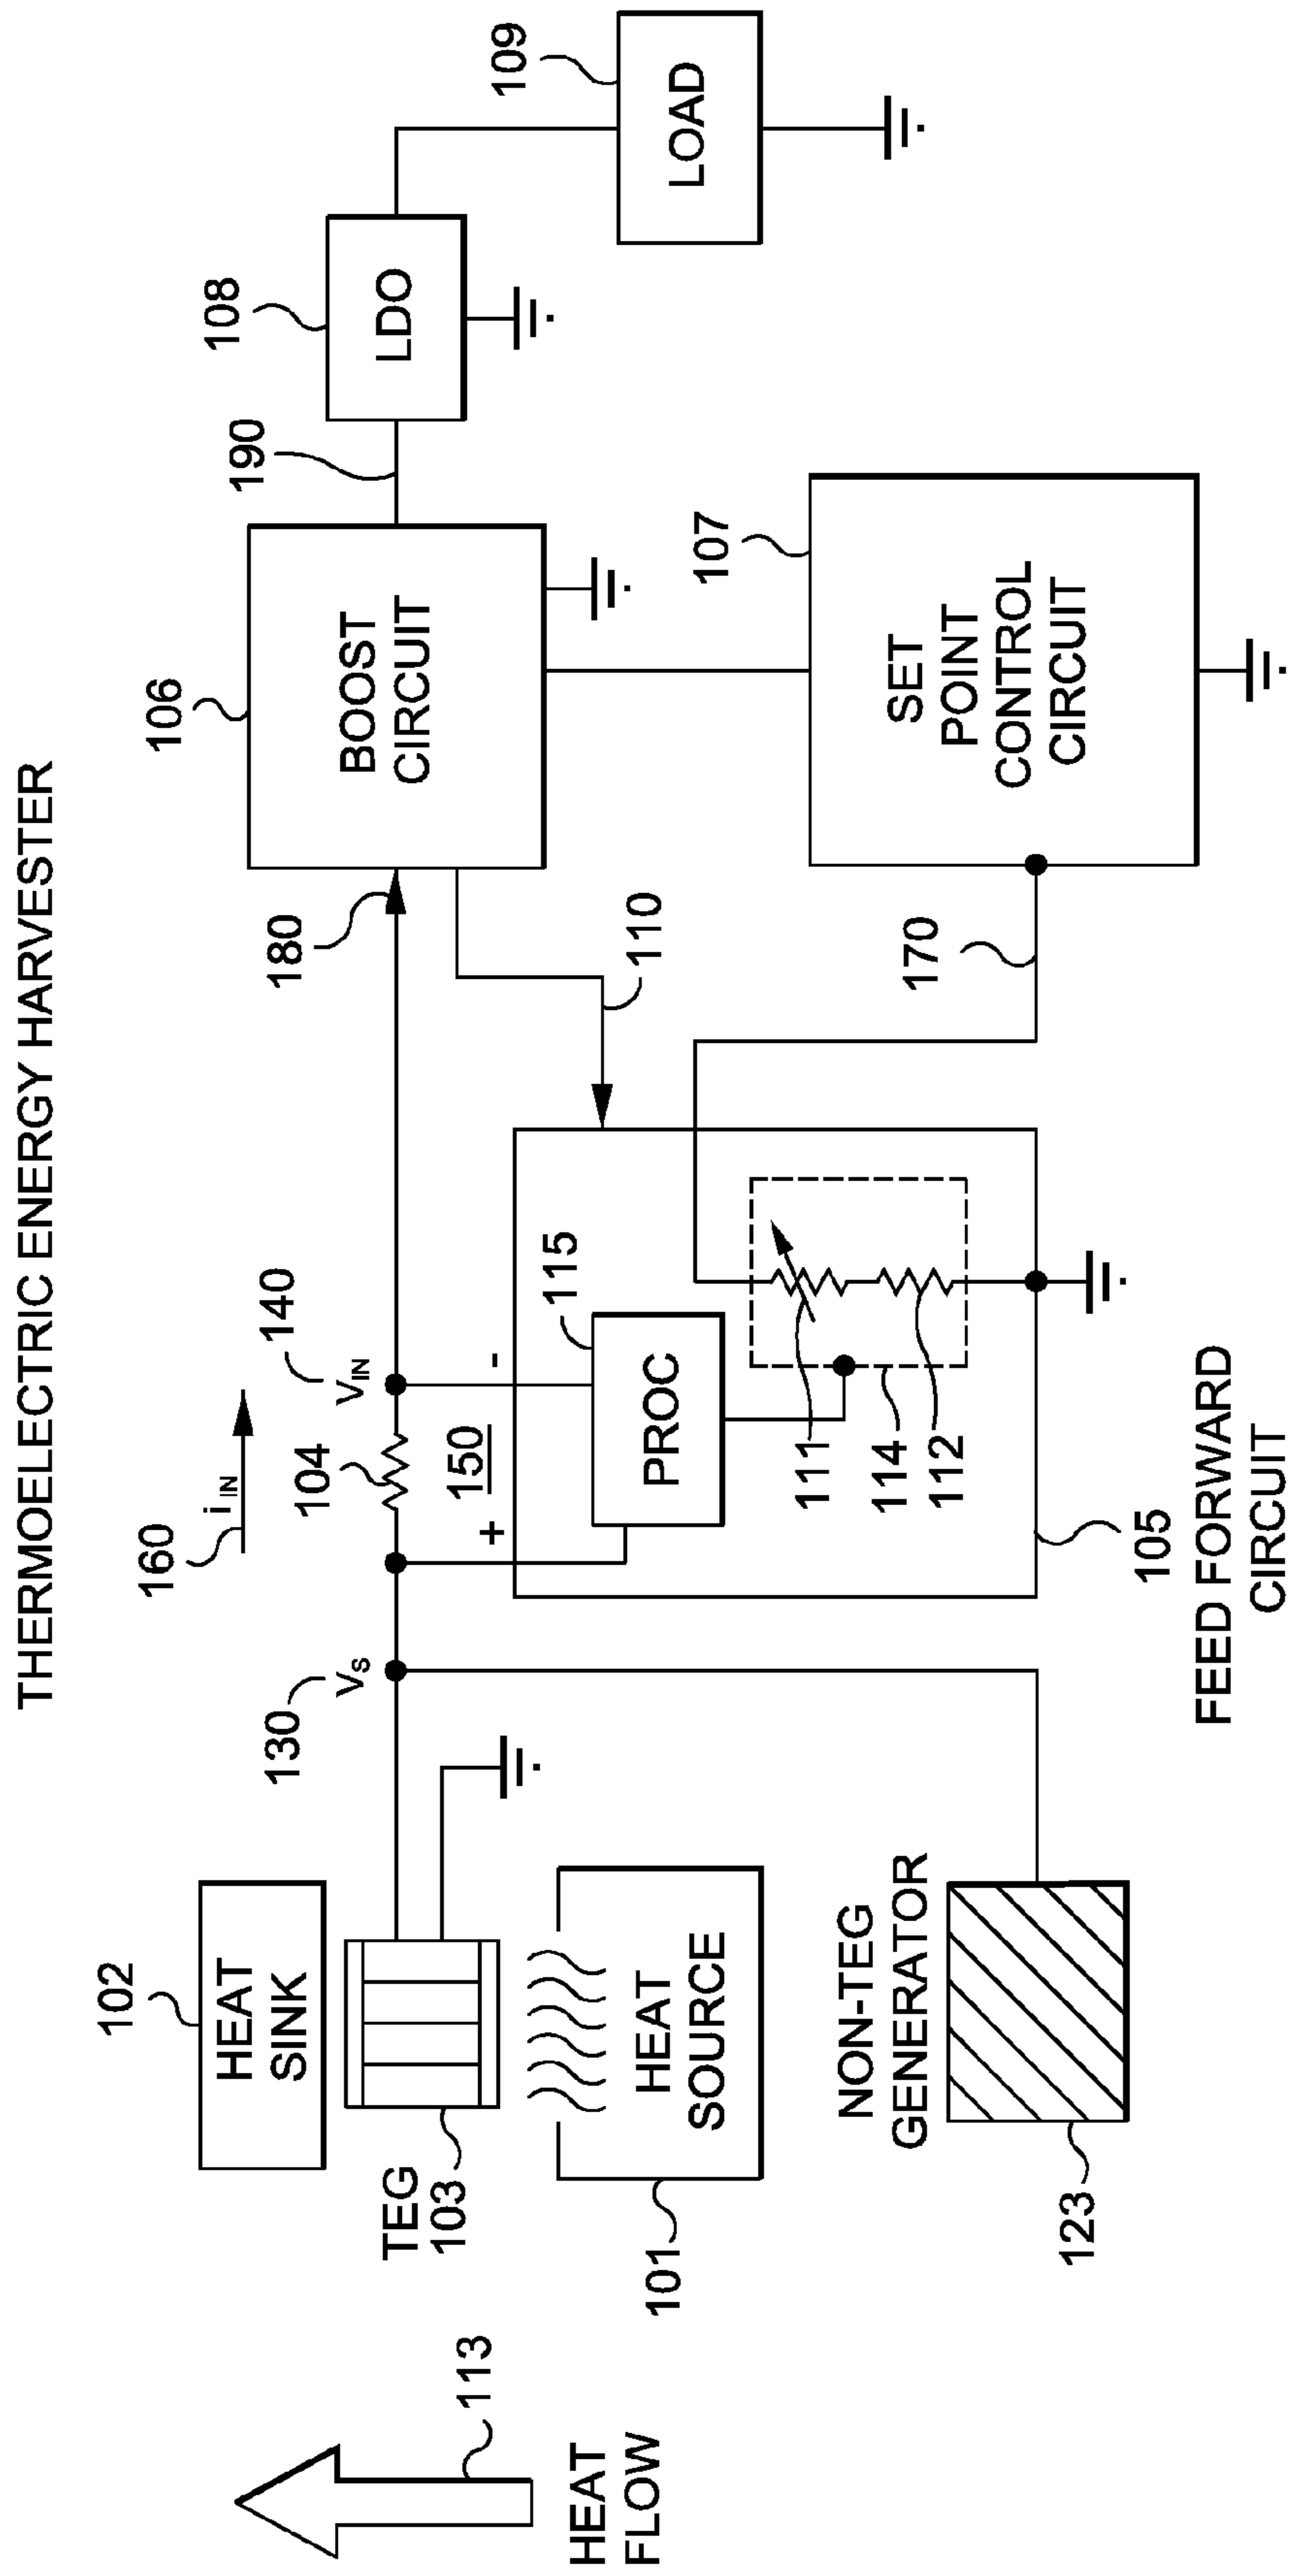 THERMOELECTRIC ENERGY HARVESTER
160
i IN
130
VS
104
140
VIN
180
106
BOOST
CIRCUIT
190
108
LDO
109
LOAD
102
HEAT
SINK
TEG
103
113
HEAT
FLOW
101
HEAT
SOURCE
+
150
-
115
PROC
110
111
114
112
107
SET
POINT
CONTROL
CIRCUIT
170
NON-TEG
GENERATOR
123
105
FEED FORWARD
CIRCUIT